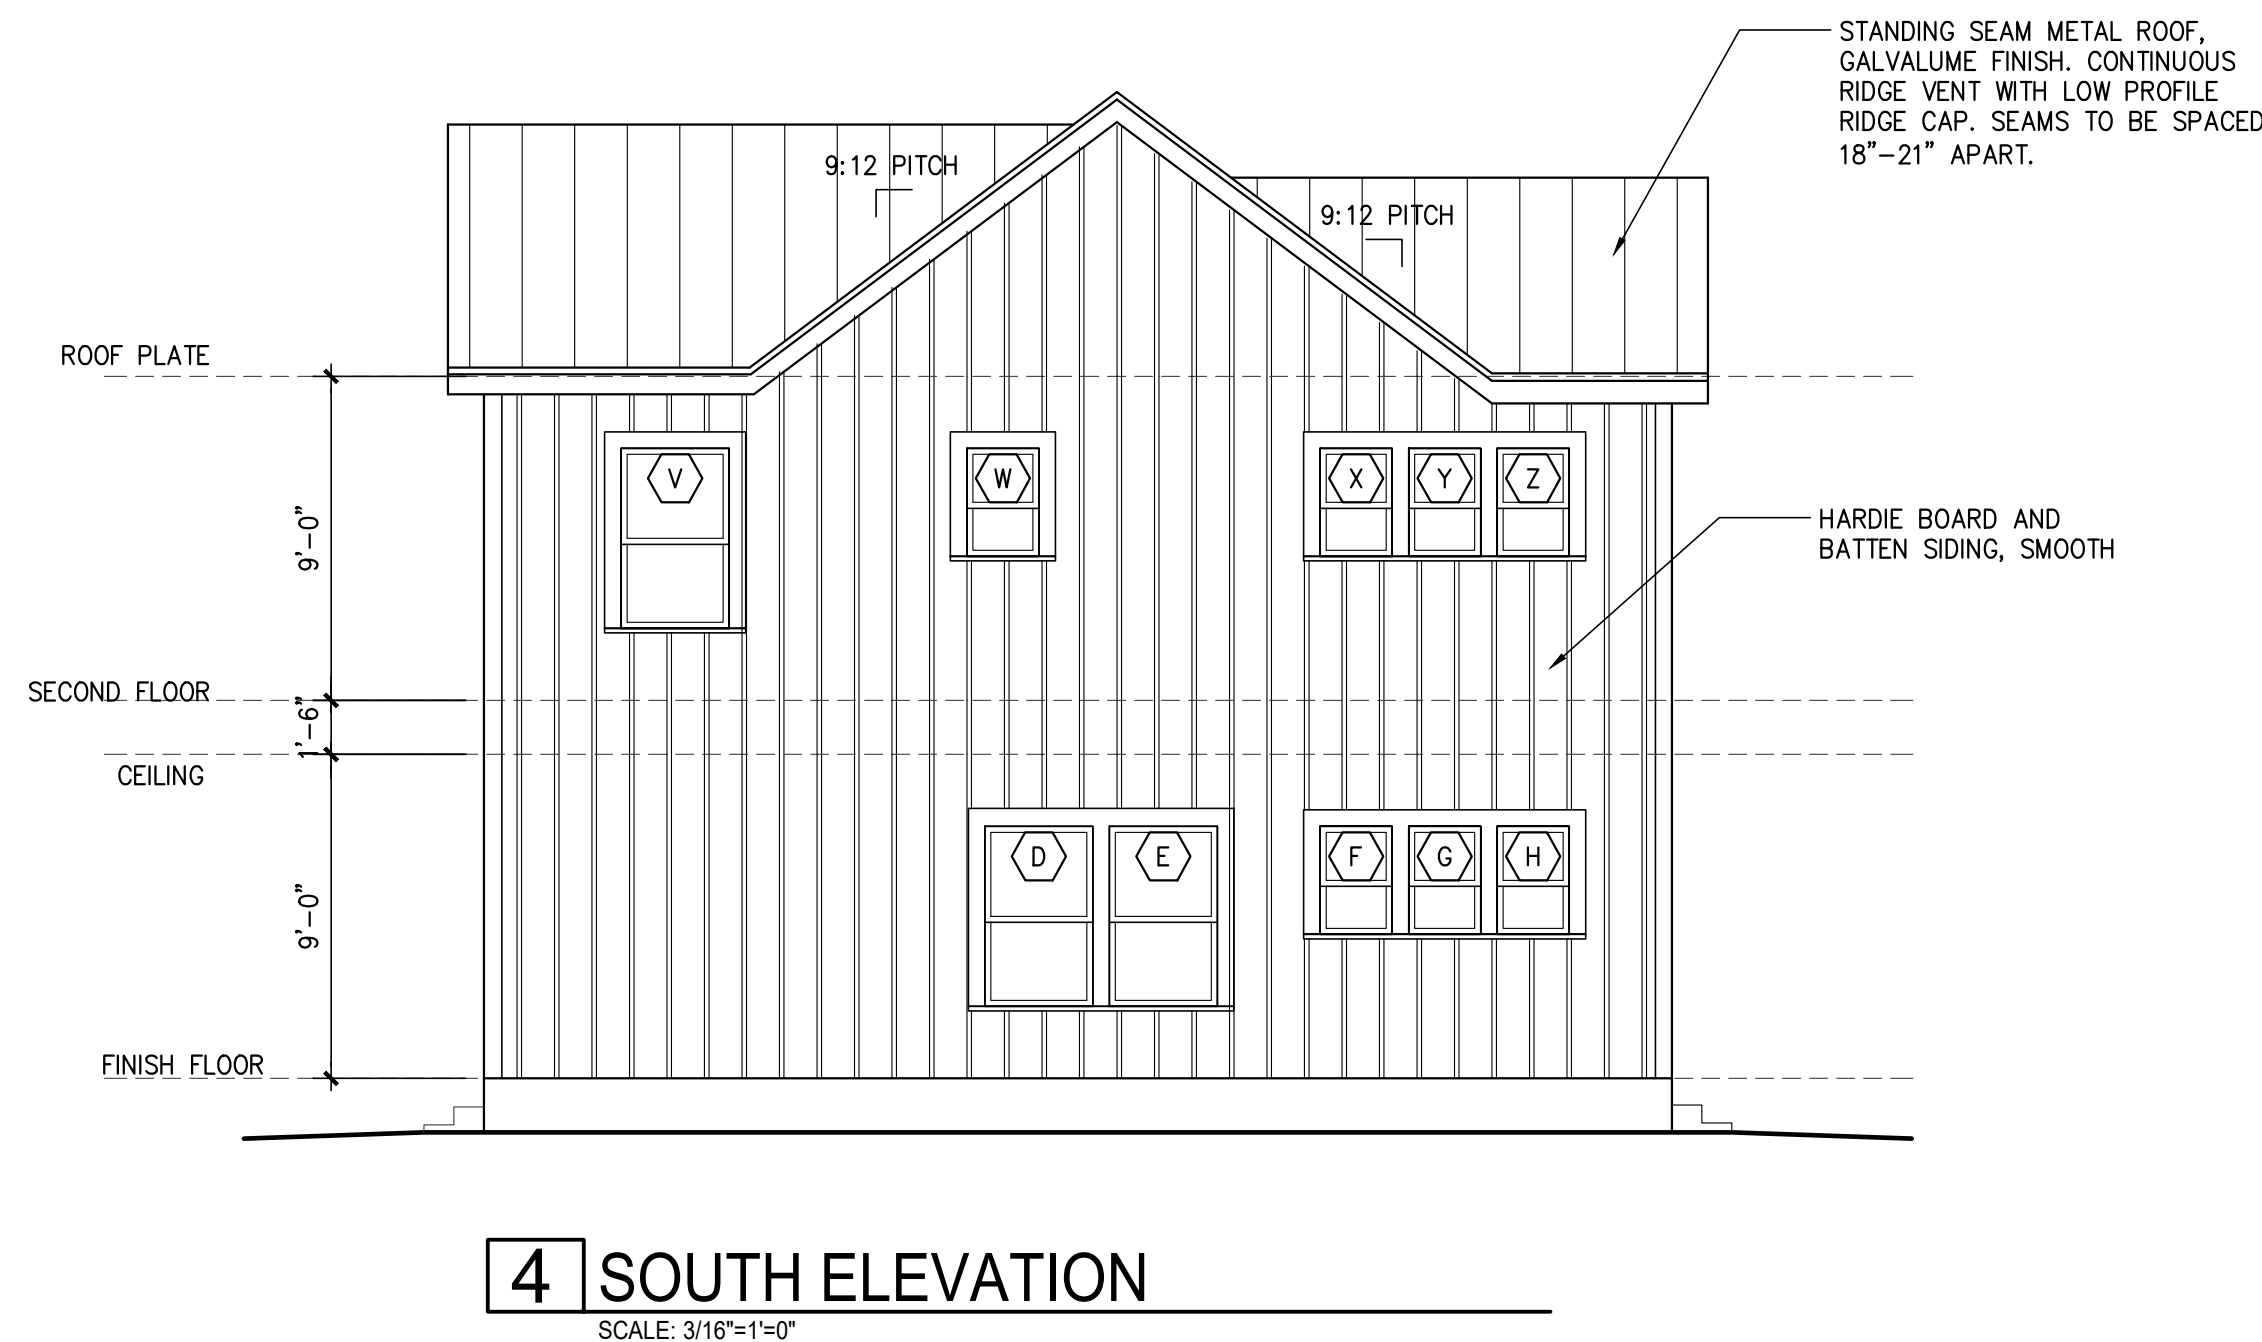 STANDING SEAM METAL ROOF,
GALVALUME FINISH. CONTINUOUS
RIDGE VENT WITH LOW PROFILE
RIDGE CAP. SEAMS TO BE SPACED
18"-21" APART.
9:12 PITCH
9:12 PITCH
ROOF PLATE
V
W
X
Y
Z
9'-0"
HARDIE BOARD AND
BATTEN SIDING, SMOOTH
SECOND FLOOR
1'-6"
CEILING
D
E
F
G
H
9'-0"
FINISH FLOOR
4
SOUTH ELEVATION
SCALE: 3/16"=1'=0"